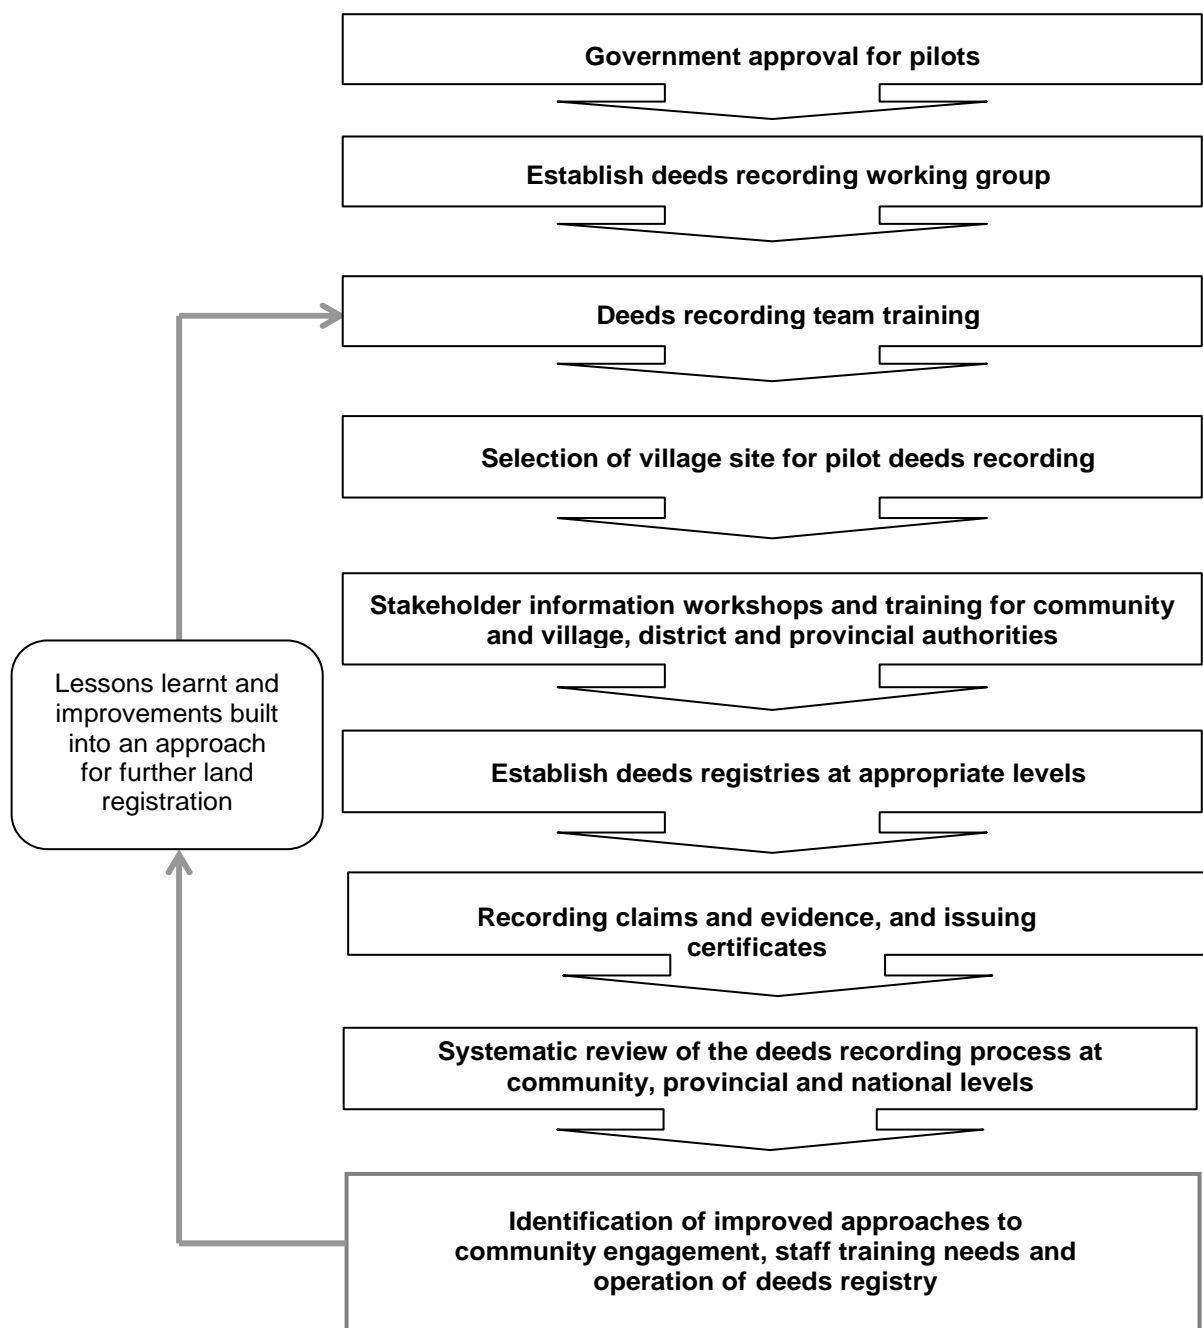 Government approval for pilots
Establish deeds recording working group
Deeds recording team training
Selection of village site for pilot deeds recording
Stakeholder information workshops and training for community
and village, district and provincial authorities
Lessons learnt and
improvements built
into an approach
for further land
registration
Establish deeds registries at appropriate levels
Recording claims and evidence, and issuing
certificates
Systematic review of the deeds recording process at
community, provincial and national levels
Identification of improved approaches to
community engagement, staff training needs and
operation of deeds registry